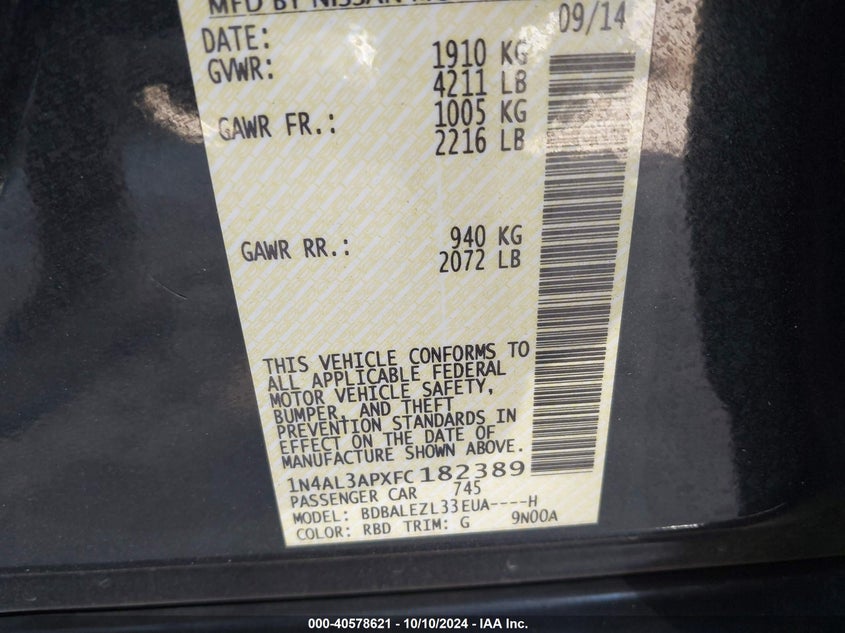 MFD BY NISSAN
DATE: 09/14
GVWR: 1910 KG
4211 LB
GAWR FR.: 1005 KG
2216 LB
GAWR RR.: 940 KG
2072 LB
THIS VEHICLE CONFORMS TO
ALL APPLICABLE FEDERAL
MOTOR VEHICLE SAFETY,
BUMPER, AND THEFT
PREVENTION STANDARDS IN
EFFECT ON THE DATE OF
MANUFACTURE SHOWN ABOVE.
1N4AL3APXFC182389
PASSENGER CAR 745
MODEL: BDBALEZL33EUA----H
COLOR: RBD TRIM: G 9N00A
000-40578621 - 10/10/2024 - IAA Inc.